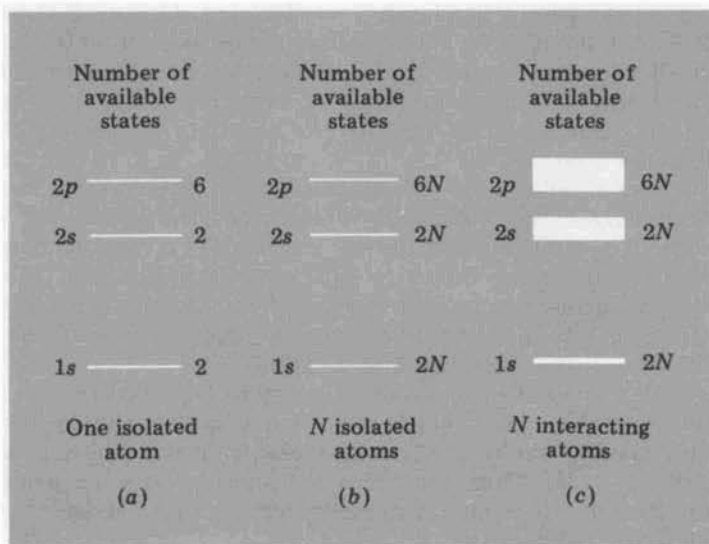 Number of
available
states
2p 6
2s 2
1s 2
One isolated
atom
(a)
Number of
available
states
2p 6N
2s 2N
1s 2N
N isolated
atoms
(b)
Number of
available
states
2p 6N
2s 2N
1s 2N
N interacting
atoms
(c)